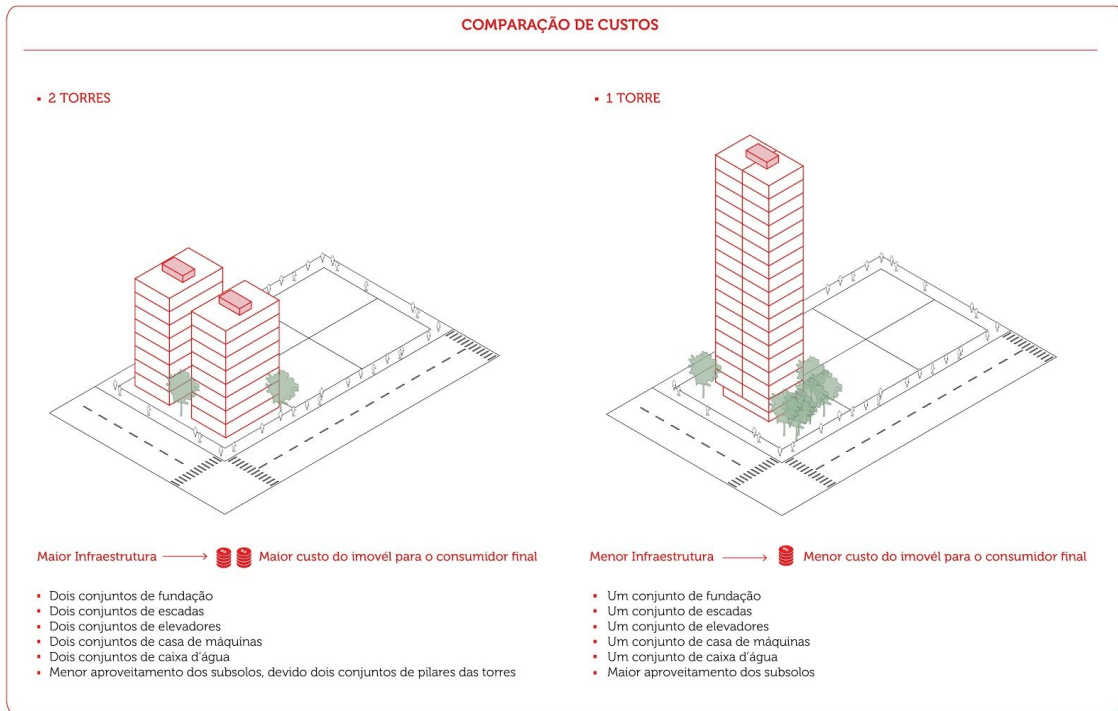 COMPARAÇÃO DE CUSTOS
2 TORRES
Maior Infraestrutura
Maior custo do imovél para o consumidor final
Dois conjuntos de fundação
Dois conjuntos de escadas
Dois conjuntos de elevadores
Dois conjuntos de casa de máquinas
Dois conjuntos de caixa d'água
Menor aproveitamento dos subsolos, devido dois conjuntos de pilares das torres
1 TORRE
Menor Infraestrutura
Menor custo do imovél para o consumidor final
Um conjunto de fundação
Um conjunto de escadas
Um conjunto de elevadores
Um conjunto de casa de máquinas
Um conjunto de caixa d'água
Maior aproveitamento dos subsolos